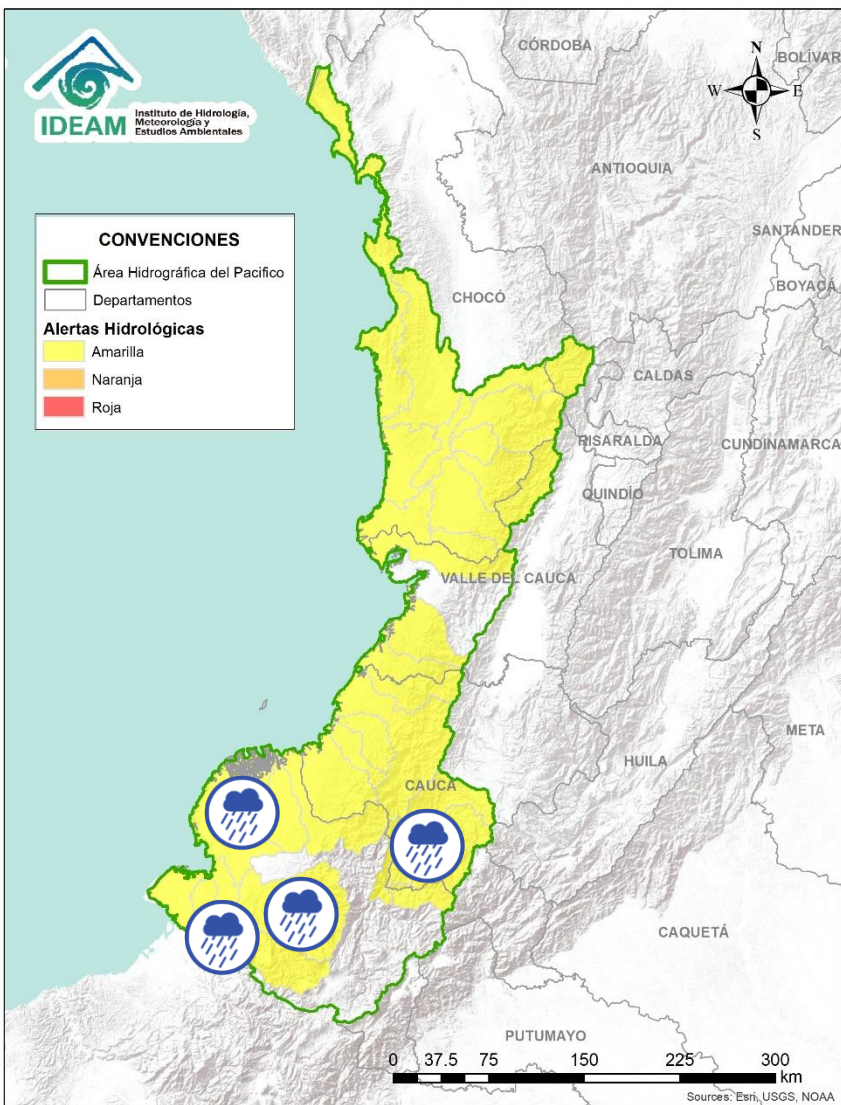 IDEAM
Instituto de Hidrología,
Meteorología y
Estudios Ambientales
N
W
E
S
CONVENCIONES
Área Hidrográfica del Pacifico
Departamentos
Alertas Hidrológicas
Amarilla
Naranja
Roja
CÓRDOBA
BOLÍVAR
ANTIOQUIA
SANTANDER
BOYACÁ
CHOCÓ
CALDAS
RISARALDA
CUNDINAMARCA
QUINDÍO
TOLIMA
VALLE DEL CAUCA
META
HUILA
CAUCA
CAQUETÁ
PUTUMAYO
0 37.5 75 150 225 300
km
Sources: Esri, USGS, NOAA